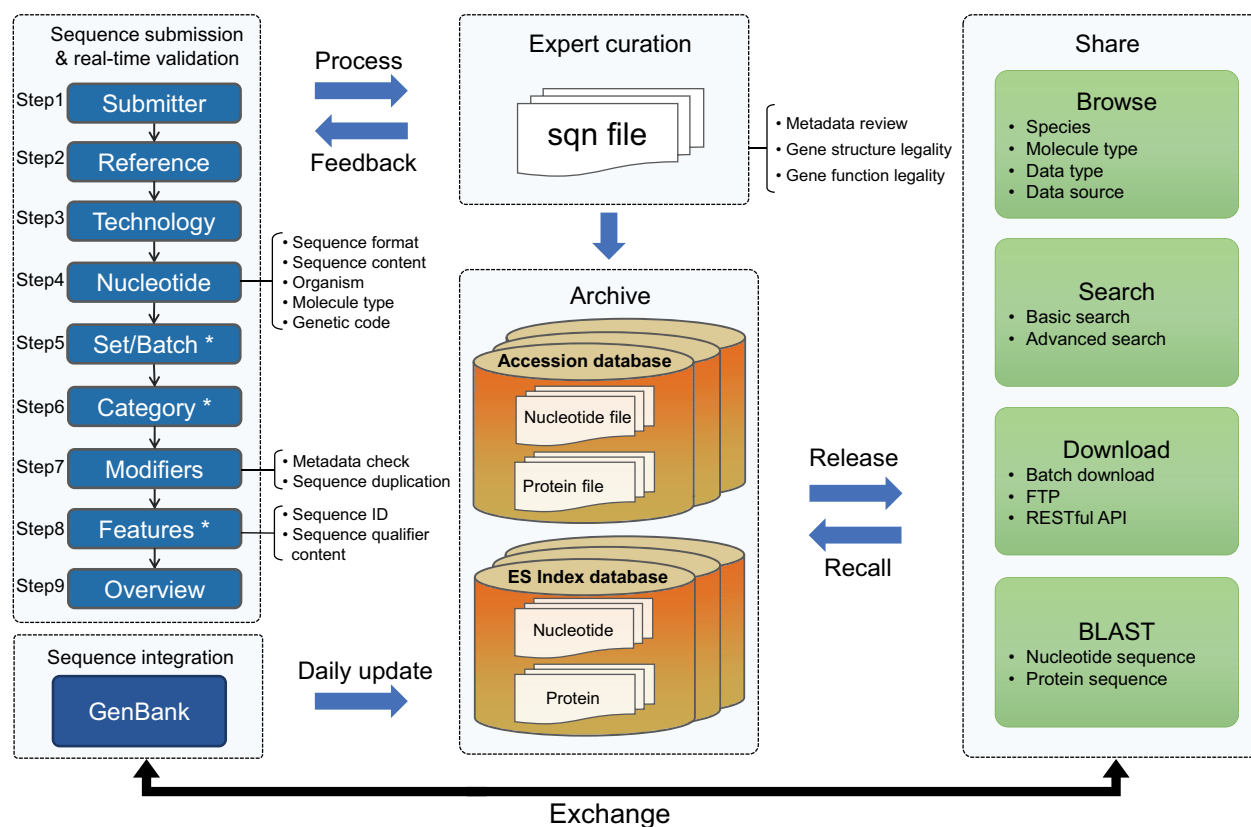 Sequence submission
& real-time validation
Step1
Submitter
Step2
Reference
Step3
Technology
Step4
Nucleotide
• Sequence format
• Sequence content
• Organism
• Molecule type
• Genetic code
Step5
Set/Batch *
Step6
Category *
Step7
Modifiers
• Metadata check
• Sequence duplication
Step8
Features *
• Sequence ID
• Sequence qualifier
content
Step9
Overview
Sequence integration
GenBank
Process
Feedback
Daily update
Expert curation
sqn file
• Metadata review
• Gene structure legality
• Gene function legality
Archive
Accession database
Nucleotide file
Protein file
ES Index database
Nucleotide
Protein
Release
Recall
Share
Browse
• Species
• Molecule type
• Data type
• Data source
Search
• Basic search
• Advanced search
Download
• Batch download
• FTP
• RESTful API
BLAST
• Nucleotide sequence
• Protein sequence
Exchange